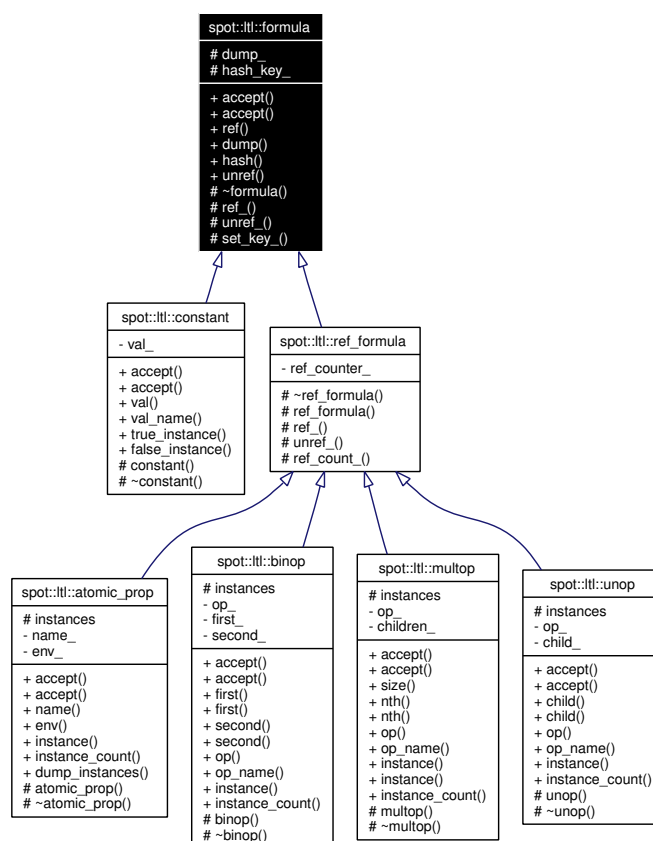 spot::ltl::formula
# dump_
# hash_key_
+ accept()
+ accept()
+ ref()
+ dump()
+ hash()
+ unref()
# ~formula()
# ref_()
# unref_()
# set_key_()
spot::ltl::constant
- val_
+ accept()
+ accept()
+ val()
+ val_name()
+ true_instance()
+ false_instance()
# constant()
# ~constant()
spot::ltl::ref_formula
- ref_counter_
# ~ref_formula()
# ref_formula()
# ref_()
# unref_()
# ref_count_()
spot::ltl::atomic_prop
# instances
- name_
- env_
+ accept()
+ accept()
+ name()
+ env()
+ instance()
+ instance_count()
+ dump_instances()
# atomic_prop()
# ~atomic_prop()
spot::ltl::binop
# instances
- op_
- first_
- second_
+ accept()
+ accept()
+ first()
+ first()
+ second()
+ second()
+ op()
+ op_name()
+ instance()
+ instance_count()
# binop()
# ~binop()
spot::ltl::multop
# instances
- op_
- children_
+ accept()
+ accept()
+ size()
+ nth()
+ nth()
+ op()
+ op_name()
+ instance()
+ instance()
+ instance_count()
# multop()
# ~multop()
spot::ltl::unop
# instances
- op_
- child_
+ accept()
+ accept()
+ child()
+ child()
+ op()
+ op_name()
+ instance()
+ instance_count()
# unop()
# ~unop()